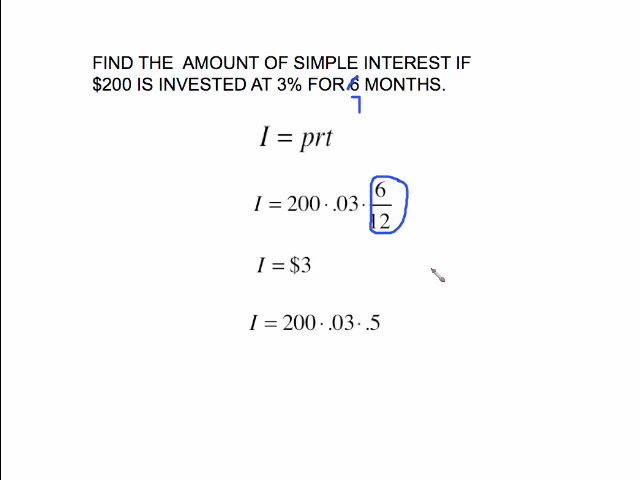 FIND THE AMOUNT OF SIMPLE INTEREST IF
$200 IS INVESTED AT 3% FOR 6 MONTHS.
7
I = prt
I = 200 · .03 · 6/12
I = $3
I = 200 · .03 · .5